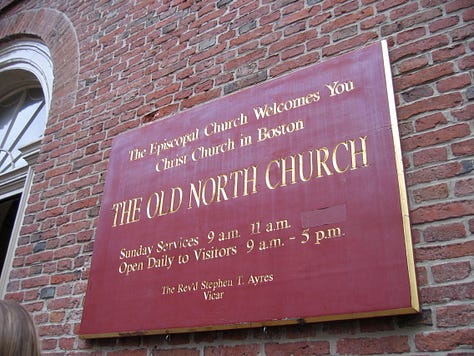 The Episcopal Church Welcomes You
Christ Church in Boston
THE OLD NORTH CHURCH
Sunday Services 9 a.m. 11 a.m.
Open Daily to Visitors 9 a.m. - 5 p.m.
The Rev'd Stephen T. Ayres
Vicar